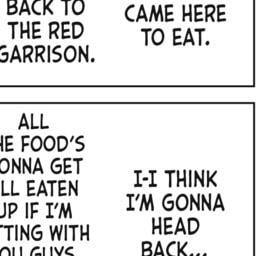 CAME HERE
TO EAT.
BACK TO
THE RED
GARRISON.
I-I THINK
I'M GONNA
HEAD
BACK...
ALL
FOOD'S
GET
EATEN
IF I'M
WITH
GUYS